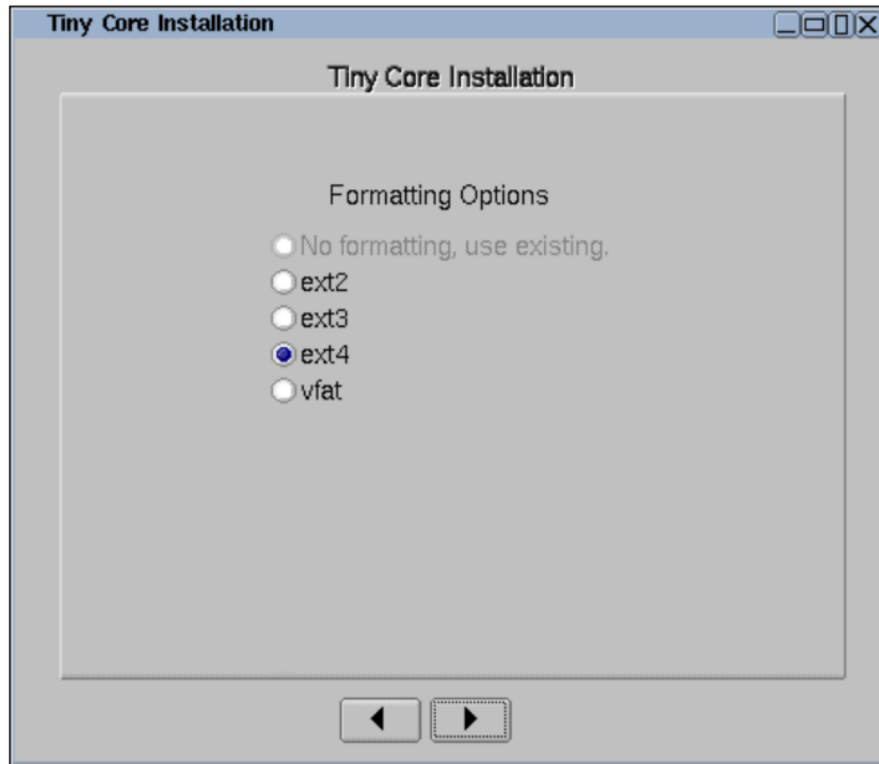 Tiny Core Installation
Tiny Core Installation
Formatting Options
No formatting, use existing.
ext2
ext3
ext4
vfat